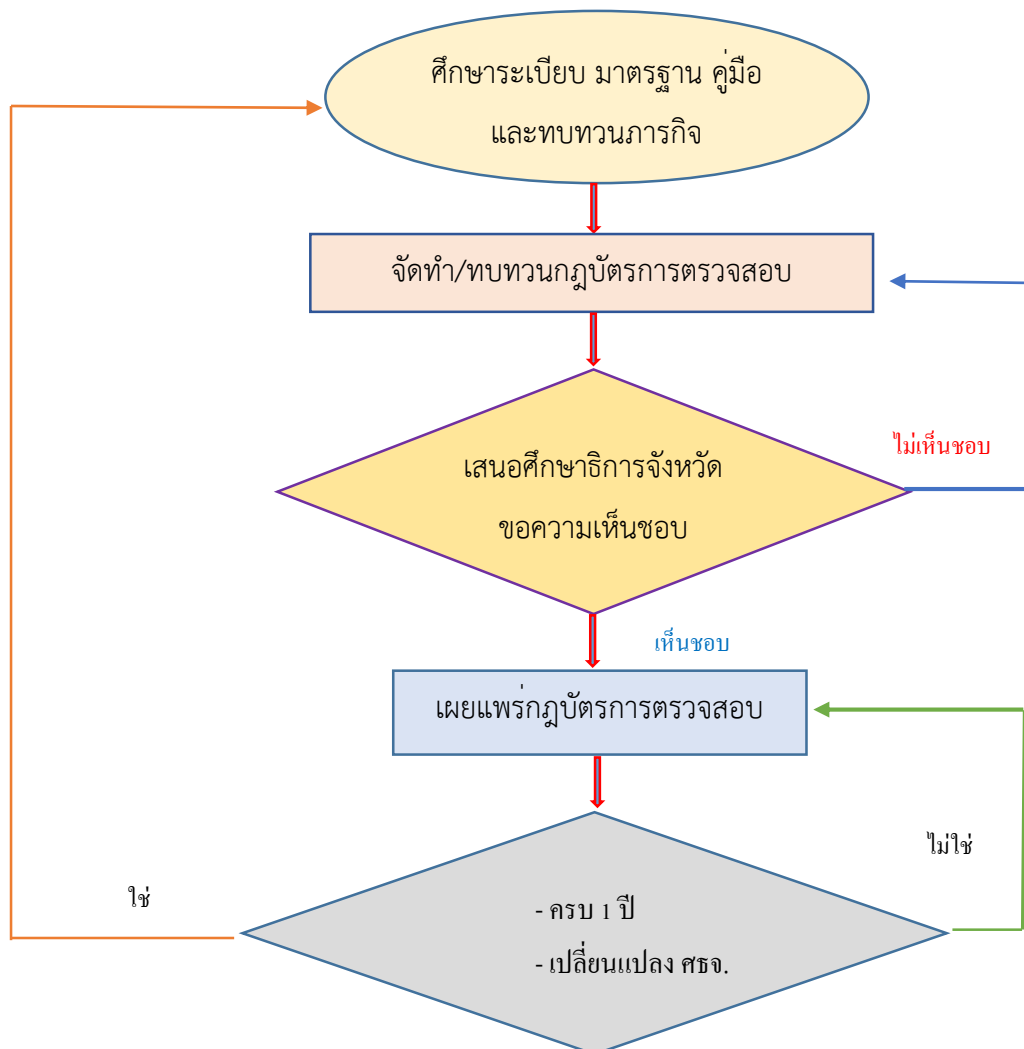 ศึกษาระเบียบ มาตรฐาน คู่มือ
และทบทวนภารกิจ
จัดทำ/ทบทวนกฎบัตรการตรวจสอบ
ไม่เห็นชอบ
เสนอศึกษาธิการจังหวัด
ขอความเห็นชอบ
เห็นชอบ
เผยแพร่กฎบัตรการตรวจสอบ
ไม่ใช่
ใช่
- ครบ 1 ปี
- เปลี่ยนแปลง ศธจ.